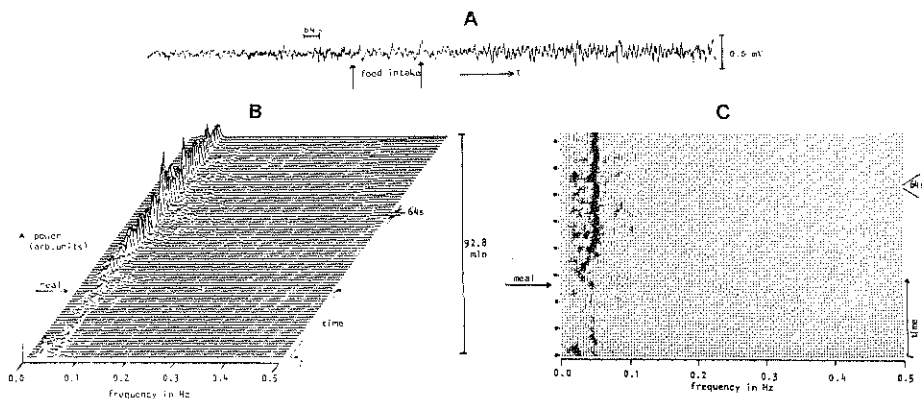 A
64s
0.5 mV
food intake
T
B
C
A power
(arb.units)
meal
64s
92.8
min
time
0.0 0.1 0.2 0.3 0.4 0.5
frequency in Hz
meal
64s
time
0.0 0.1 0.2 0.3 0.4 0.5
frequency in Hz